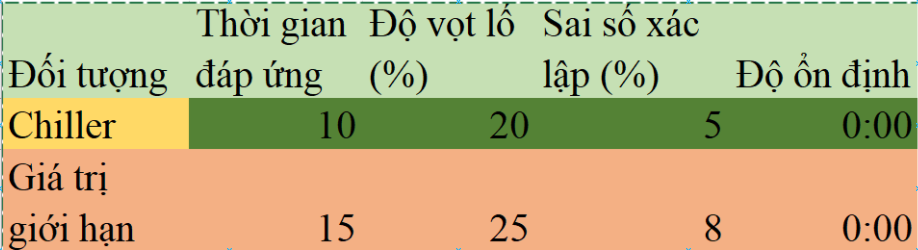 Đối tượng Thời gian đáp ứng Độ vọt lố (%) Sai số xác lập (%) Độ ổn định
Chiller 10 20 5 0:00
Giá trị giới hạn 15 25 8 0:00